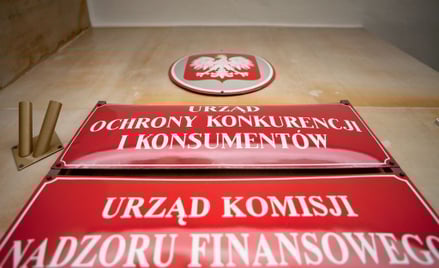 URZĄD
OCHRONY KONKURENCJI
I KONSUMENTÓW
URZĄD KOMISJI
NADZORU FINANSOWEGO